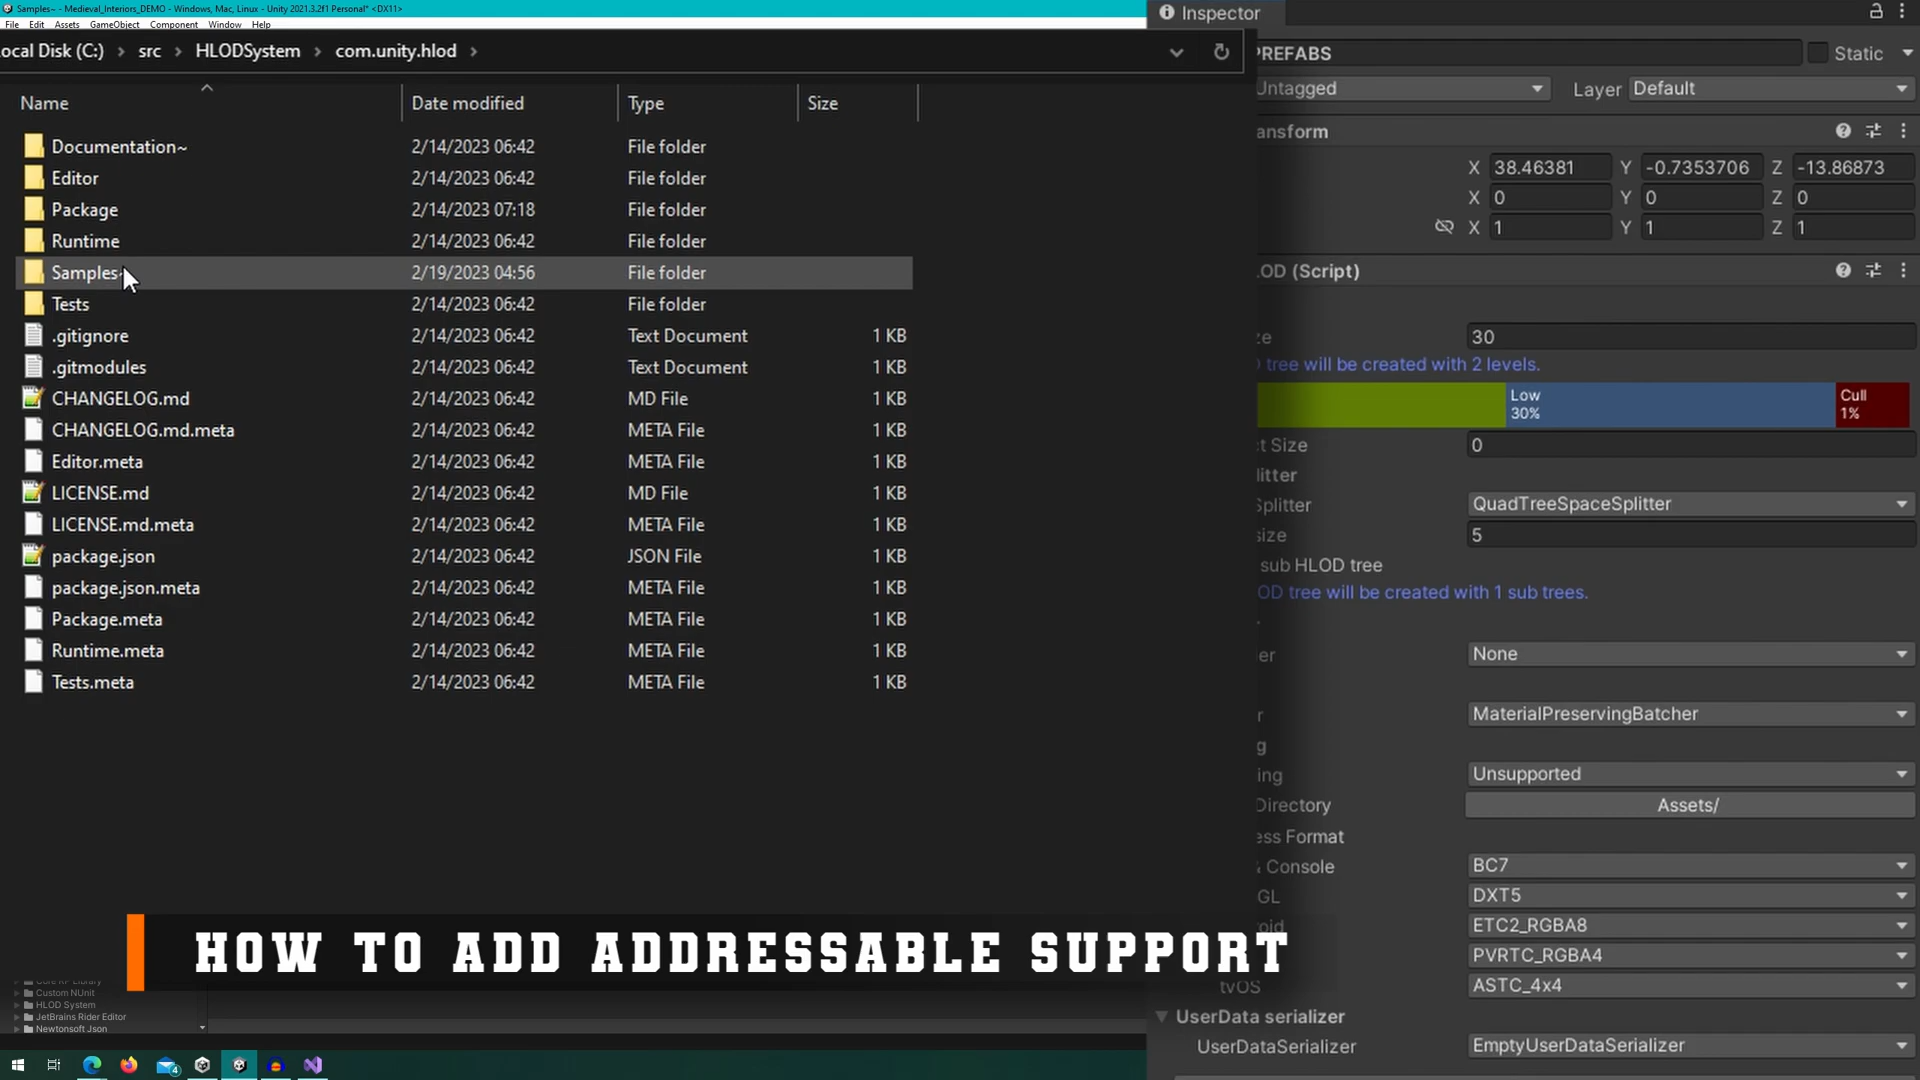 Samples~ - Medieval_Interiors_DEMO - Windows, Mac, Linux - Unity 2021.3.2f1 Personal* <DX11>
File Edit Assets GameObject Component Window Help
ocal Disk (C:) > src > HLODSystem > com.unity.hlod >
Name Date modified Type Size
Documentation~ 2/14/2023 06:42 File folder
Editor 2/14/2023 06:42 File folder
Package 2/14/2023 07:18 File folder
Runtime 2/14/2023 06:42 File folder
Samples~ 2/19/2023 04:56 File folder
Tests 2/14/2023 06:42 File folder
.gitignore 2/14/2023 06:42 Text Document 1 KB
.gitmodules 2/14/2023 06:42 Text Document 1 KB
CHANGELOG.md 2/14/2023 06:42 MD File 1 KB
CHANGELOG.md.meta 2/14/2023 06:42 META File 1 KB
Editor.meta 2/14/2023 06:42 META File 1 KB
LICENSE.md 2/14/2023 06:42 MD File 1 KB
LICENSE.md.meta 2/14/2023 06:42 META File 1 KB
package.json 2/14/2023 06:42 JSON File 1 KB
package.json.meta 2/14/2023 06:42 META File 1 KB
Package.meta 2/14/2023 06:42 META File 1 KB
Runtime.meta 2/14/2023 06:42 META File 1 KB
Tests.meta 2/14/2023 06:42 META File 1 KB
HOW TO ADD ADDRESSABLE SUPPORT
Custom NUnit
HLOD System
JetBrains Rider Editor
Newtonsoft Json
4
Inspector
PREFABS Static
Untagged Layer Default
ansform
X 38.46381 Y -0.7353706 Z -13.86873
X 0 Y 0 Z 0
X 1 Y 1 Z 1
LOD (Script)
ze 30
tree will be created with 2 levels.
Low Cull
30% 1%
ct Size 0
litter
Splitter QuadTreeSpaceSplitter
size 5
sub HLOD tree
OD tree will be created with 1 sub trees.
er None
r MaterialPreservingBatcher
g
ing Unsupported
Directory Assets/
ess Format
& Console BC7
GL DXT5
oid ETC2_RGBA8
PVRTC_RGBA4
tvOS ASTC_4x4
UserData serializer
UserDataSerializer EmptyUserDataSerializer